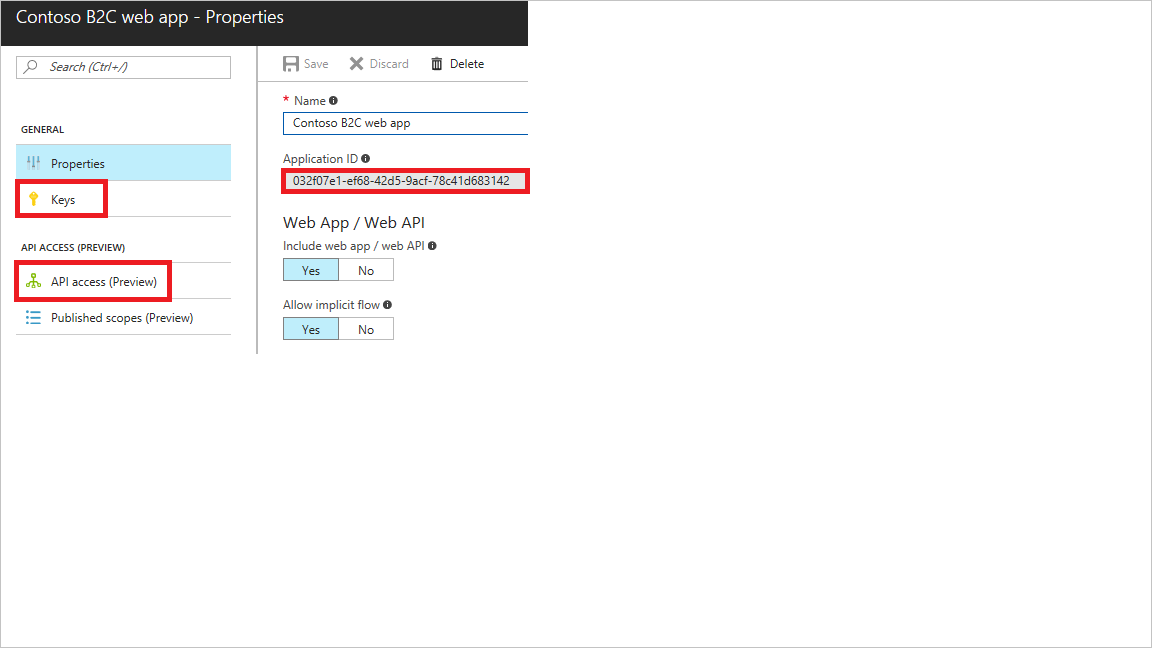 Contoso B2C web app - Properties
Search (Ctrl+/)
GENERAL
Properties
Keys
API ACCESS (PREVIEW)
API access (Preview)
Published scopes (Preview)
Save Discard Delete
* Name
Contoso B2C web app
Application ID
032f07e1-ef68-42d5-9acf-78c41d683142
Web App / Web API
Include web app / web API
Yes No
Allow implicit flow
Yes No